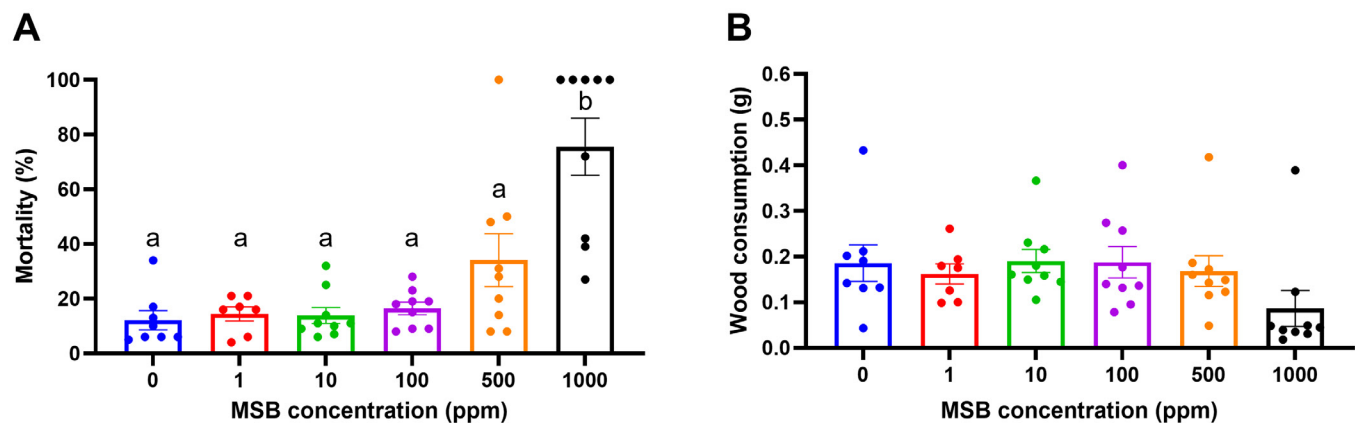 A
Mortality (%)
100
80
60
40
20
0
a
a
a
a
a
b
0 1 10 100 500 1000
MSB concentration (ppm)
B
Wood consumption (g)
0.6
0.5
0.4
0.3
0.2
0.1
0.0
0 1 10 100 500 1000
MSB concentration (ppm)